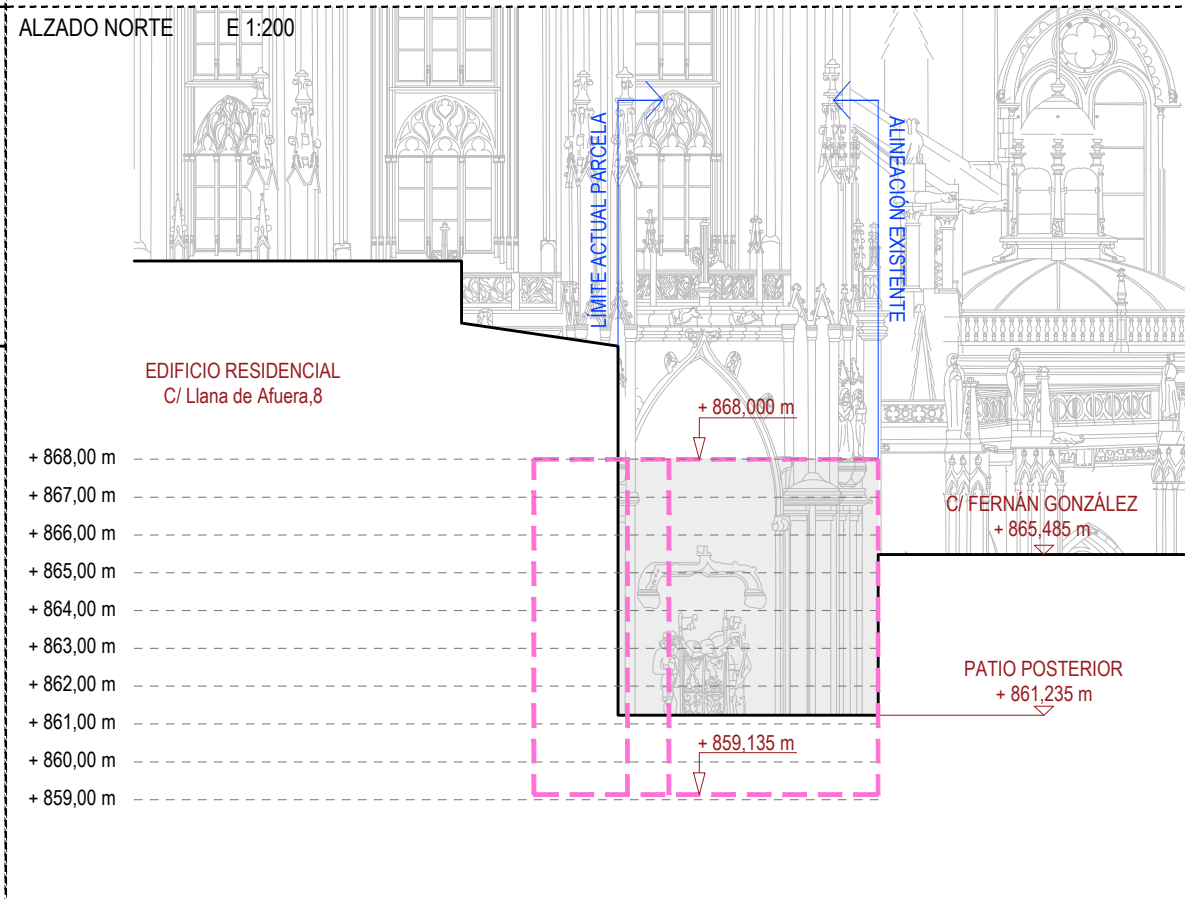 ALZADO NORTE E 1:200
LÍMITE ACTUAL PARCELA
ALINEACIÓN EXISTENTE
EDIFICIO RESIDENCIAL
C/ Llana de Afuera,8
+ 868,000 m
+ 868,00 m
+ 867,00 m
+ 866,00 m
+ 865,00 m
+ 864,00 m
+ 863,00 m
+ 862,00 m
+ 861,00 m
+ 860,00 m
+ 859,00 m
C/ FERNÁN GONZÁLEZ
+ 865,485 m
PATIO POSTERIOR
+ 861,235 m
+ 859,135 m